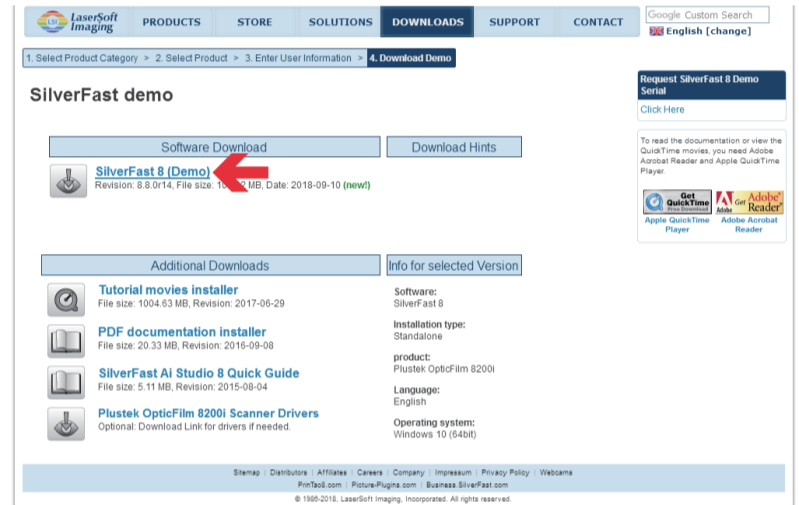 LaserSoft Imaging
PRODUCTS
STORE
SOLUTIONS
DOWNLOADS
SUPPORT
CONTACT
Google Custom Search
English [change]
1. Select Product Category > 2. Select Product > 3. Enter User Information > 4. Download Demo
SilverFast demo
Request SilverFast 8 Demo
Serial
Click Here
Software Download
Download Hints
SilverFast 8 (Demo)
Revision: 8.8.0r14, File size: MB, Date: 2018-09-10 (new!)
To read the documentation or view the
QuickTime movies, you need Adobe
Acrobat Reader and Apple QuickTime
Player.
Get
QuickTime
Free Download
Get Adobe
Adobe Reader
Apple QuickTime
Player
Adobe Acrobat
Reader
Additional Downloads
Info for selected Version
Tutorial movies installer
File size: 1004.63 MB, Revision: 2017-06-29
PDF documentation installer
File size: 20.33 MB, Revision: 2016-09-08
SilverFast Ai Studio 8 Quick Guide
File size: 5.11 MB, Revision: 2015-08-04
Plustek OpticFilm 8200i Scanner Drivers
Optional: Download Link for drivers if needed.
Software:
SilverFast 8
Installation type:
Standalone
product:
Plustek OpticFilm 8200i
Language:
English
Operating system:
Windows 10 (64bit)
Sitemap | Distributors | Affiliates | Careers | Company | Impressum | Privacy Policy | Webcams
PrinTao8.com | Picture-Plugins.com | Business.SilverFast.com
© 1986-2018, LaserSoft Imaging, Incorporated. All rights reserved.